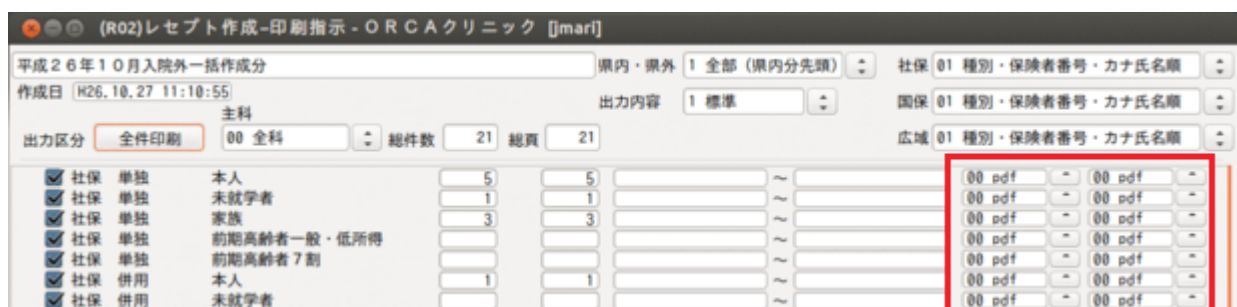 (R02)レセプト作成-印刷指示 - ORCAクリニック [jmari]
平成26年10月入院外一括作成分 県内・県外 1 全部(県内分先頭) 社保 01 種別・保険者番号・カナ氏名順
作成日 H26.10.27 11:10:55 出力内容 1 標準 国保 01 種別・保険者番号・カナ氏名順
主科
出力区分 全件印刷 00 全科 総件数 21 総頁 21 広域 01 種別・保険者番号・カナ氏名順
社保 単独 本人 5 5 ~ 00 pdf 00 pdf
社保 単独 未就学者 1 1 ~ 00 pdf 00 pdf
社保 単独 家族 3 3 ~ 00 pdf 00 pdf
社保 単独 前期高齢者一般・低所得 ~ 00 pdf 00 pdf
社保 単独 前期高齢者7割 ~ 00 pdf 00 pdf
社保 併用 本人 1 1 ~ 00 pdf 00 pdf
社保 併用 未就学者 ~ 00 pdf 00 pdf